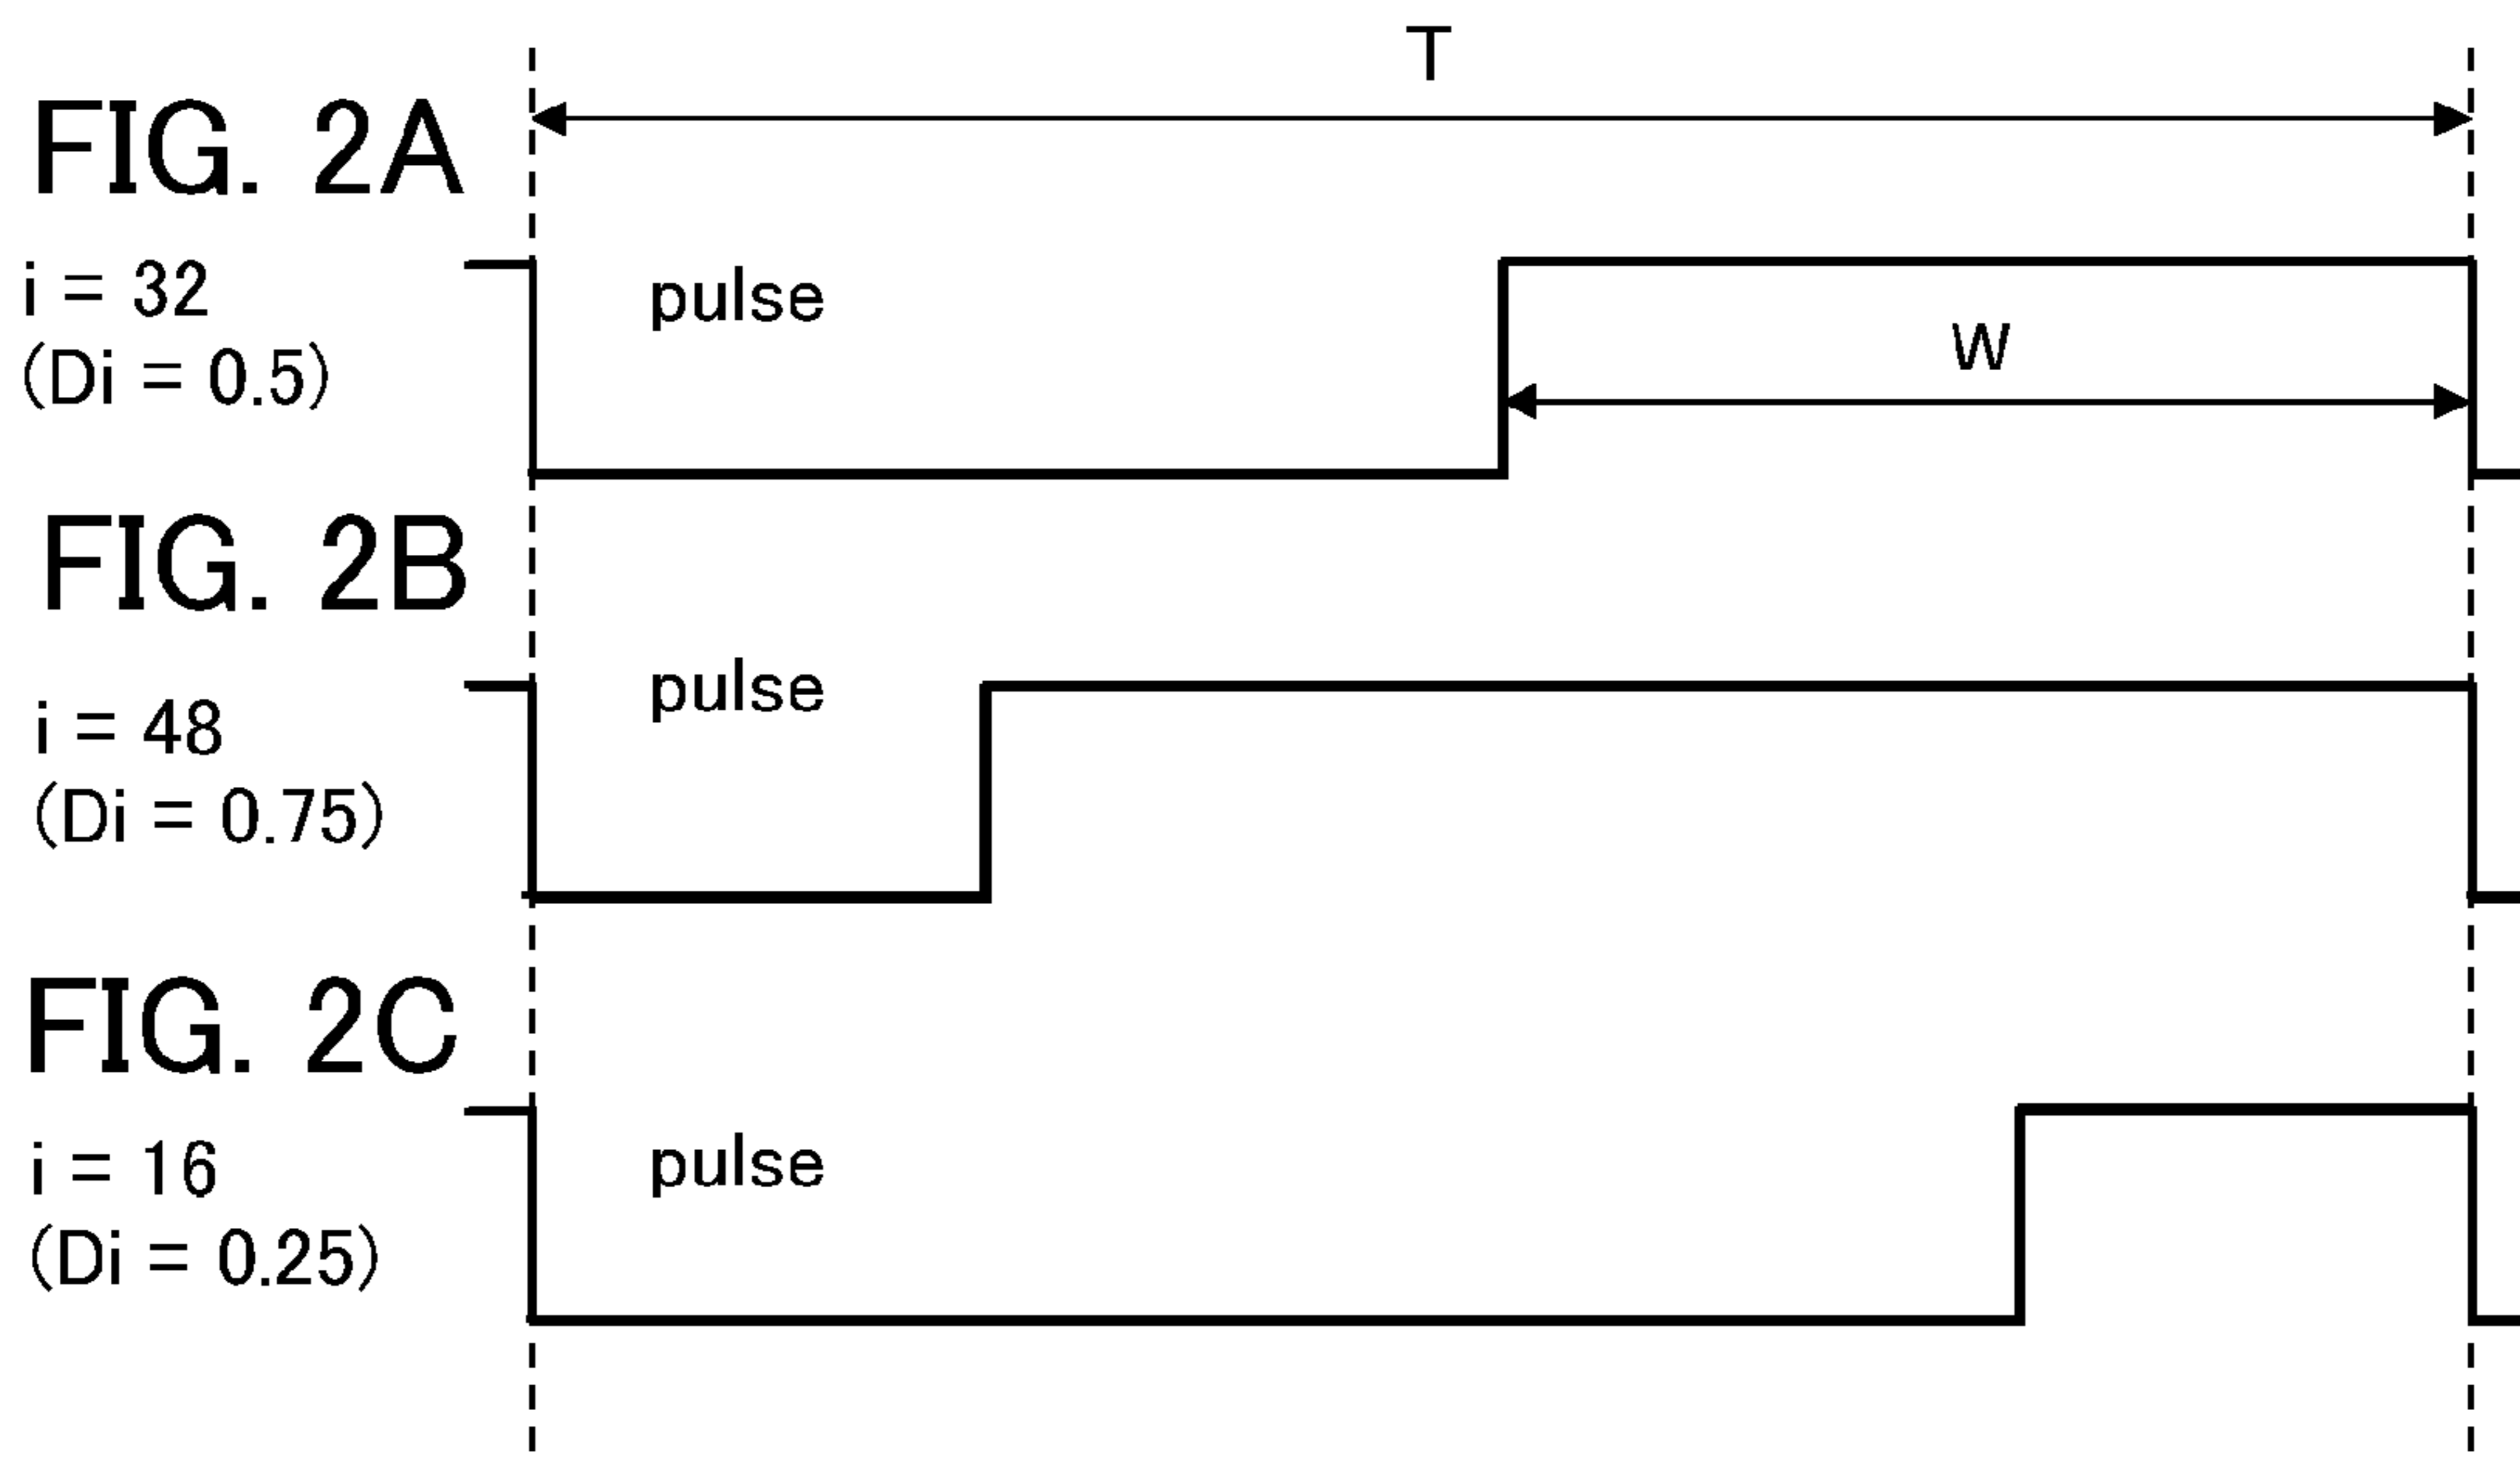 T
FIG. 2A
i = 32
(Di = 0.5)
pulse
W
FIG. 2B
i = 48
(Di = 0.75)
pulse
FIG. 2C
i = 16
(Di = 0.25)
pulse